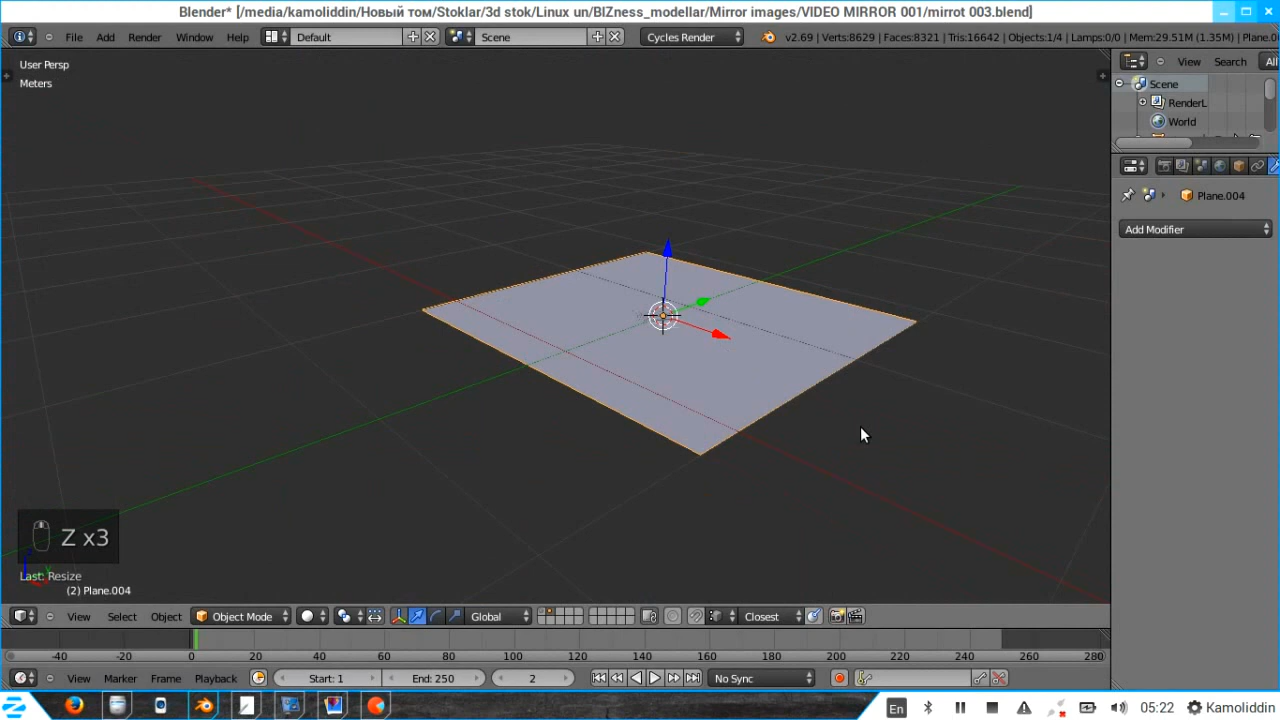 Blender* [/media/kamoliddin/Новый том/Stoklar/3d stok/Linux un/BIZness_modellar/Mirror images/VIDEO MIRROR 001/mirrot 003.blend]
File Add Render Window Help Default Scene Cycles Render v2.69 | Verts:8629 | Faces:8321 | Tris:16642 | Objects:1/4 | Lamps:0/0 | Mem:29.51M (1.35M) | Plane.0
User Persp
Meters
View Search All
Scene
RenderL
World
Plane.004
Add Modifier
Z x3
Last: Resize
(2) Plane.004
View Select Object Object Mode Global Closest
-40 -20 0 20 40 60 80 100 120 140 160 180 200 220 240 260 280
View Marker Frame Playback Start: 1 End: 250 2 No Sync
En 05:22 Kamoliddin